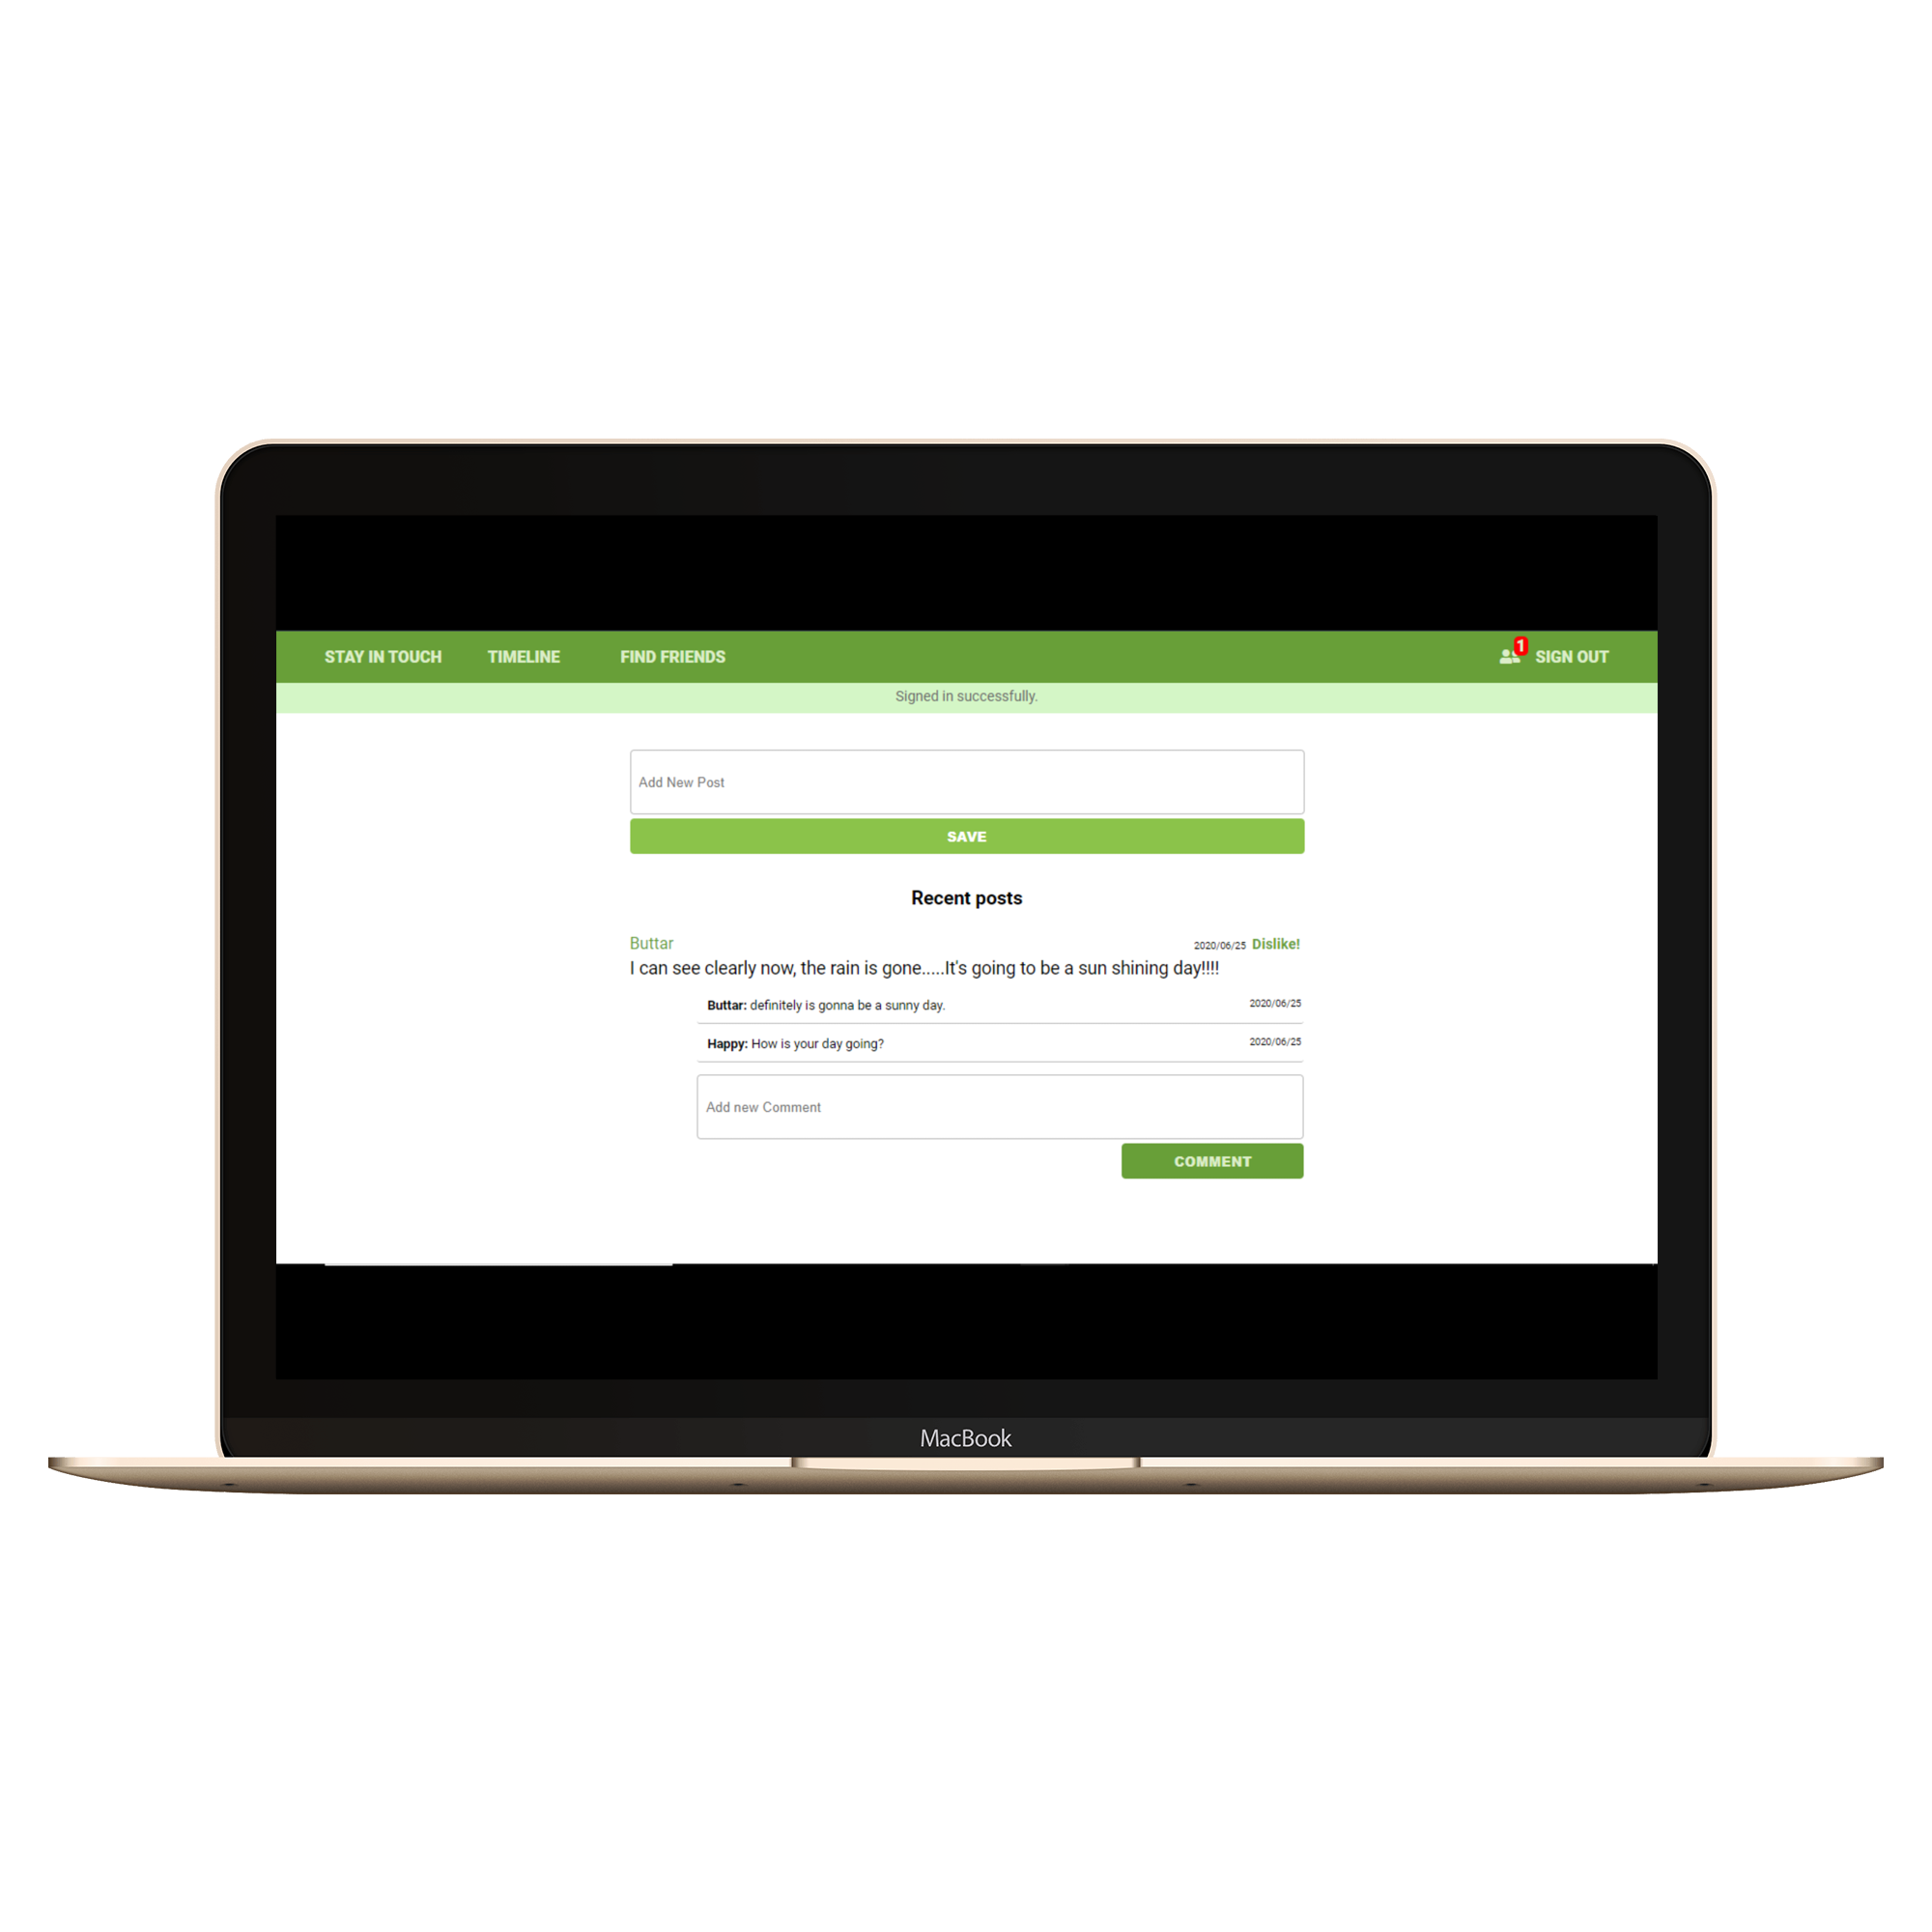 STAY IN TOUCH TIMELINE FIND FRIENDS 1 SIGN OUT
Signed in successfully.
Add New Post
SAVE
Recent posts
Buttar 2020/06/25 Dislike!
I can see clearly now, the rain is gone.....It's going to be a sun shining day!!!!
Buttar: definitely is gonna be a sunny day. 2020/06/25
Happy: How is your day going? 2020/06/25
Add new Comment
COMMENT
MacBook